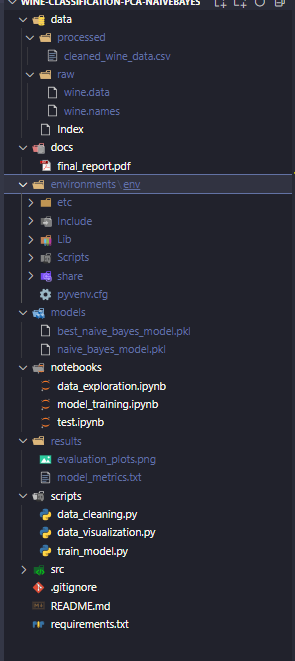 WINE-CLASSIFICATION-PCA-NAIVEBAYES
data
processed
cleaned_wine_data.csv
raw
wine.data
wine.names
Index
docs
final_report.pdf
environments\env
etc
Include
Lib
Scripts
share
pyvenv.cfg
models
best_naive_bayes_model.pkl
naive_bayes_model.pkl
notebooks
data_exploration.ipynb
model_training.ipynb
test.ipynb
results
evaluation_plots.png
model_metrics.txt
scripts
data_cleaning.py
data_visualization.py
train_model.py
src
.gitignore
README.md
requirements.txt